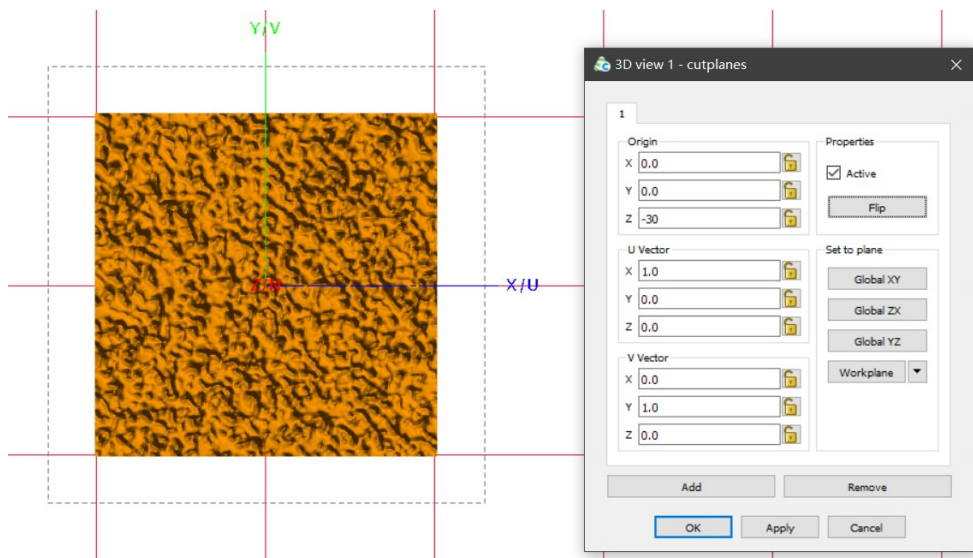 Y/V
Z/N
X/U
3D view 1 - cutplanes
1
Origin
X 0.0
Y 0.0
Z -30
Properties
Active
Flip
U Vector
X 1.0
Y 0.0
Z 0.0
Set to plane
Global XY
Global ZX
Global YZ
Workplane
V Vector
X 0.0
Y 1.0
Z 0.0
Add
Remove
OK
Apply
Cancel